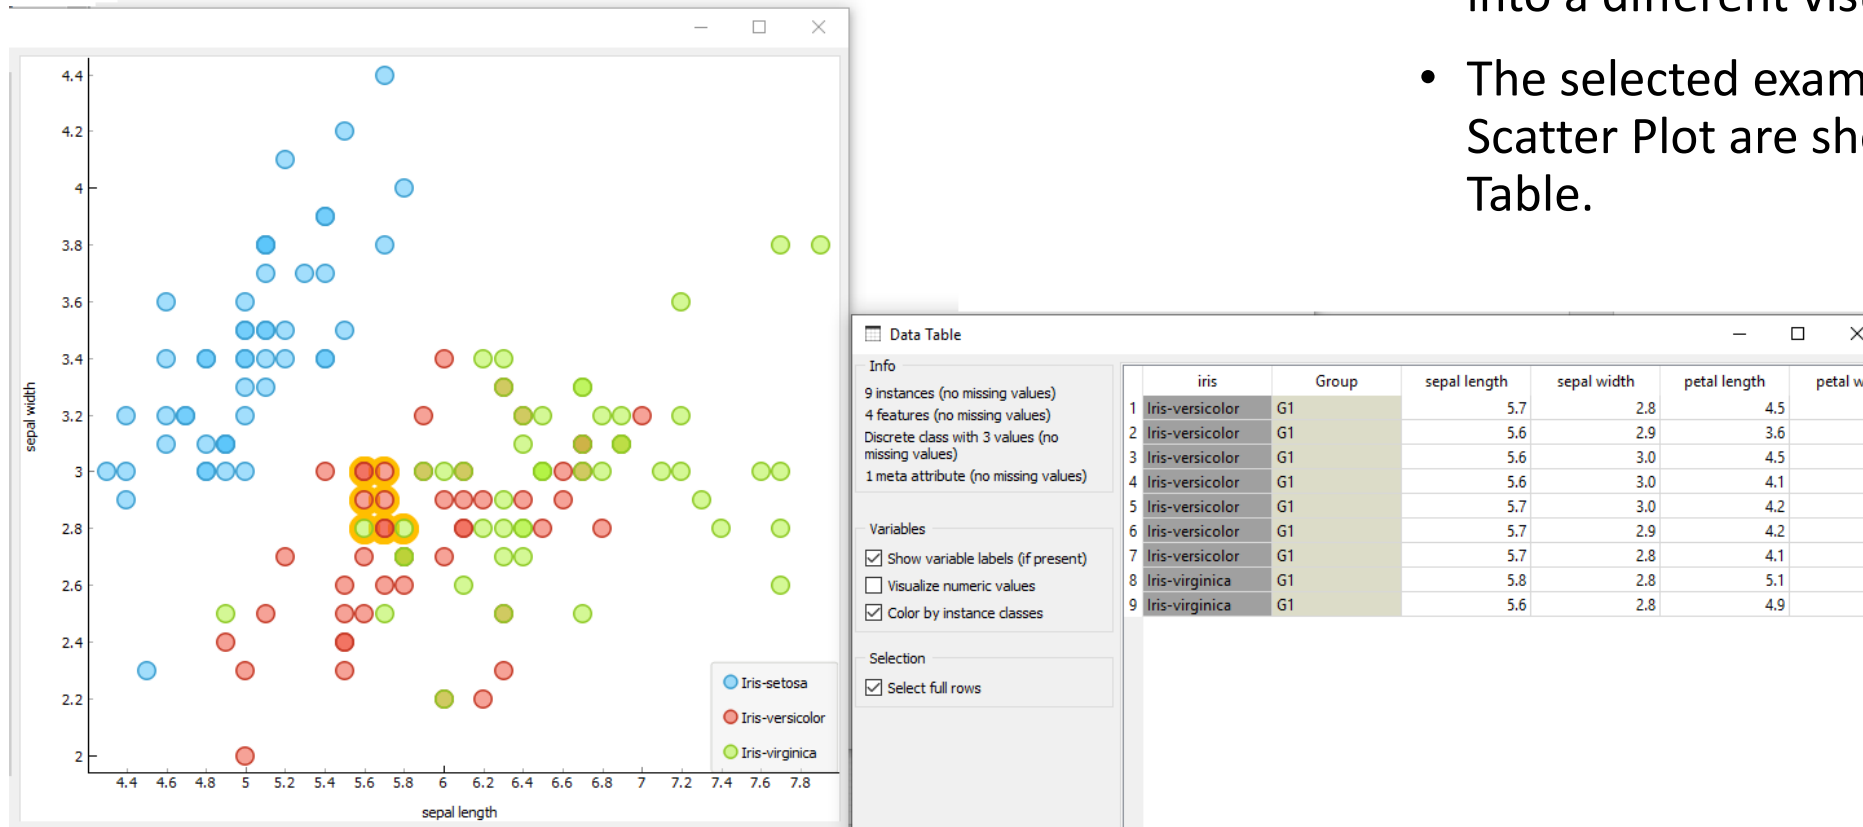 into a different
• The selected
Scatter Plot are
Table.
4.4
4.2
4
3.8
3.6
3.4
3.2
3
2.8
2.6
2.4
2.2
2
sepal width
4.4 4.6 4.8 5 5.2 5.4 5.6 5.8 6 6.2 6.4 6.6 6.8 7 7.2 7.4 7.6 7.8
sepal length
Iris-setosa
Iris-versicolor
Iris-virginica
Data Table
Info
9 instances (no missing values)
4 features (no missing values)
Discrete class with 3 values (no
missing values)
1 meta attribute (no missing values)
Variables
Show variable labels (if present)
Visualize numeric values
Color by instance classes
Selection
Select full rows
iris Group sepal length sepal width petal length petal
1 Iris-versicolor G1 5.7 2.8 4.5
2 Iris-versicolor G1 5.6 2.9 3.6
3 Iris-versicolor G1 5.6 3.0 4.5
4 Iris-versicolor G1 5.6 3.0 4.1
5 Iris-versicolor G1 5.7 3.0 4.2
6 Iris-versicolor G1 5.7 2.9 4.2
7 Iris-versicolor G1 5.7 2.8 4.1
8 Iris-virginica G1 5.8 2.8 5.1
9 Iris-virginica G1 5.6 2.8 4.9